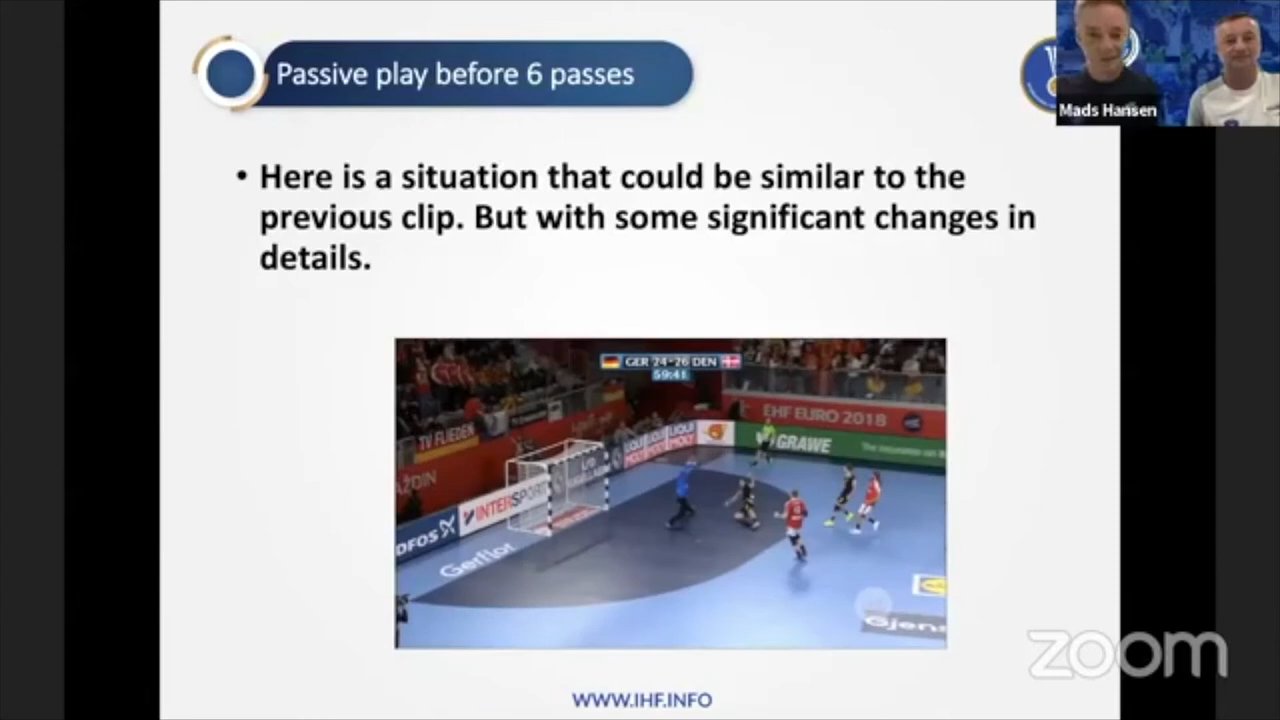 Passive play before 6 passes
Mads Hansen
• Here is a situation that could be similar to the
previous clip. But with some significant changes in
details.
GER 24-26 DEN
59:41
EHF EURO 2018
TV FLIEDEN
LIQUI MOLY
GRAWE
INTERSPORT
Gerflor
zoom
WWW.IHF.INFO